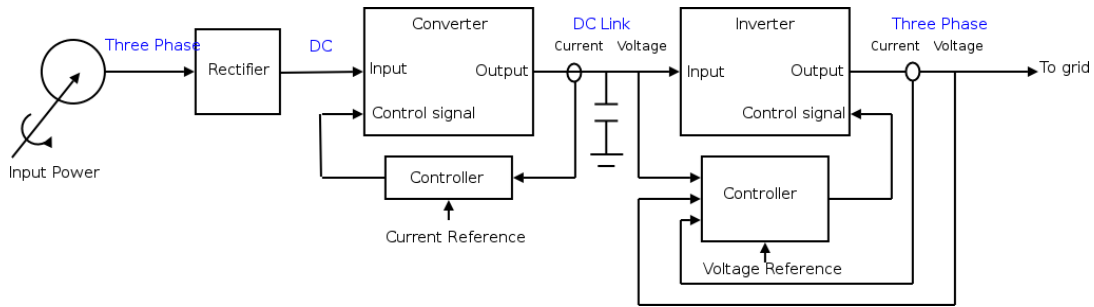 Three Phase
Rectifier
DC
Converter
Input
Output
Control signal
DC Link
Current
Voltage
Inverter
Input
Output
Control signal
Three Phase
Current
Voltage
To grid
Input Power
Controller
Current Reference
Controller
Voltage Reference